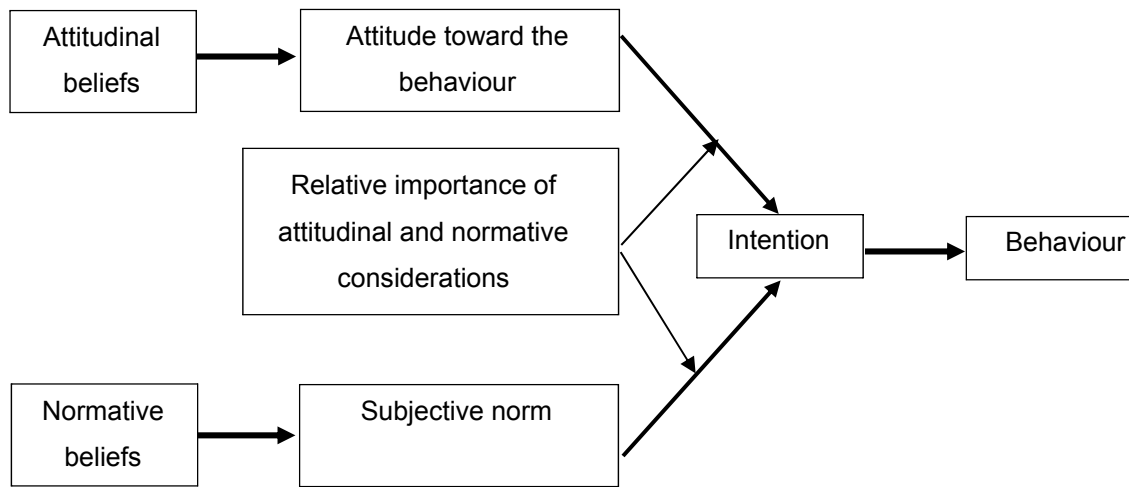 Attitudinal
beliefs
Attitude toward the
behaviour
Relative importance of
attitudinal and normative
considerations
Intention
Behaviour
Normative
beliefs
Subjective norm